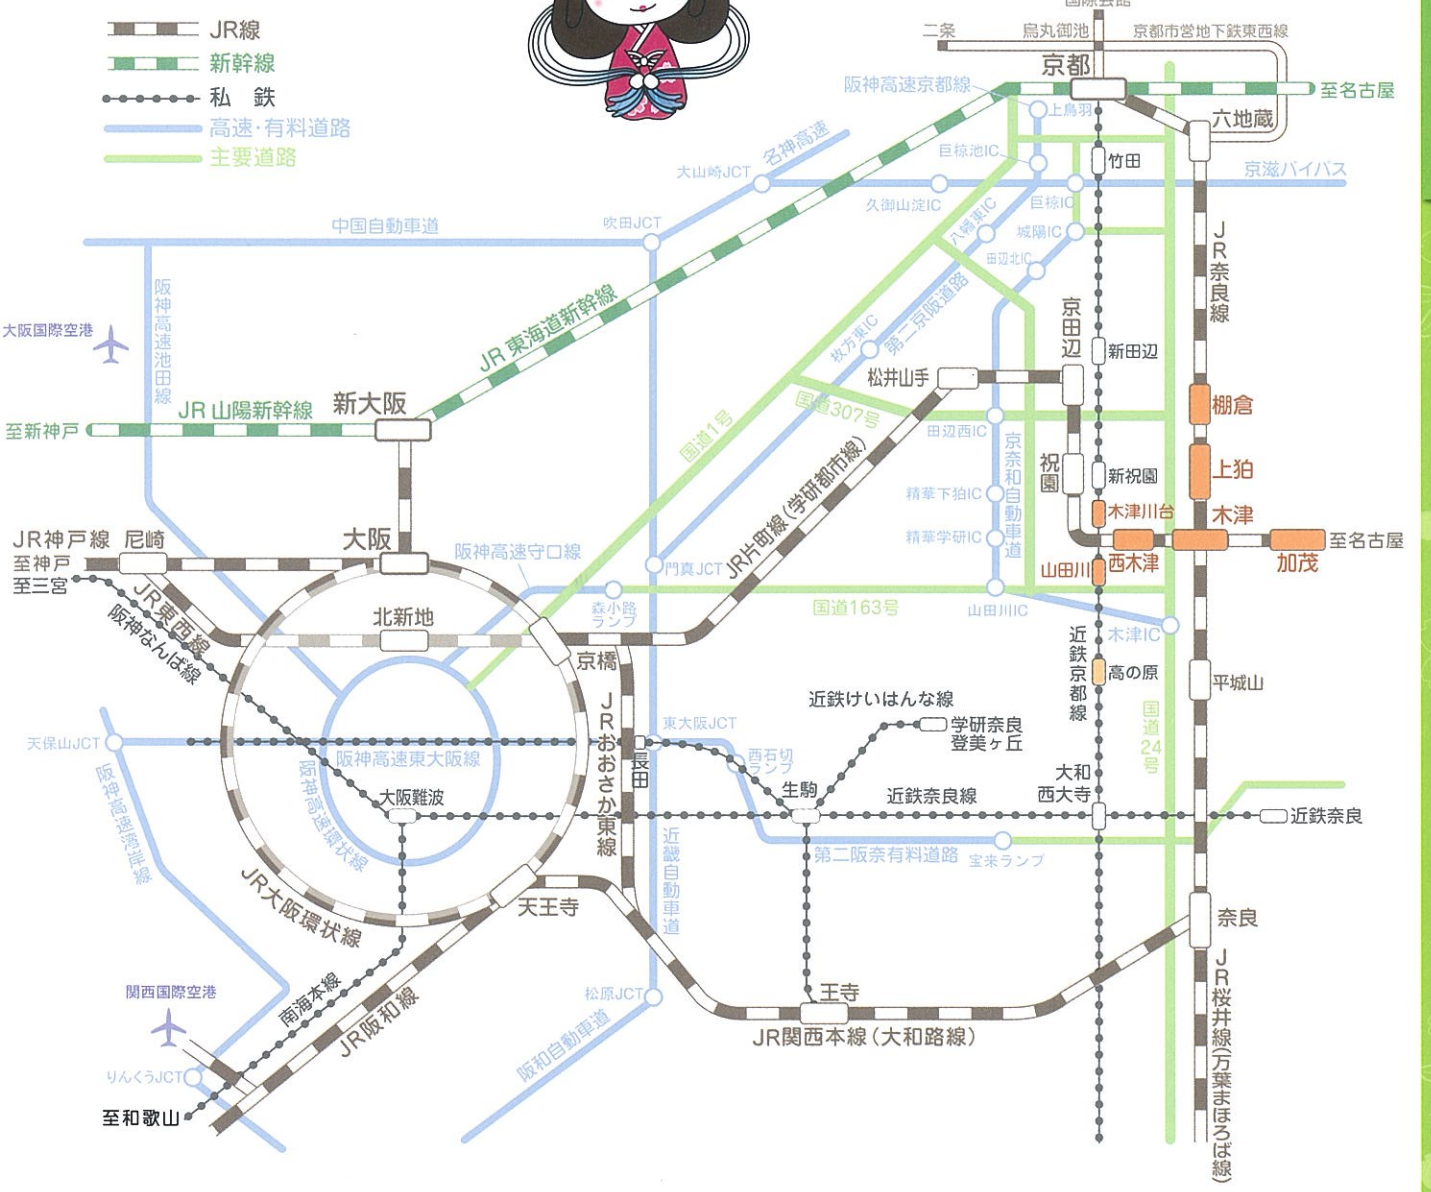 JR線
新幹線
私　鉄
高速・有料道路
主要道路
国際会館
二条
烏丸御池
京都市営地下鉄東西線
京都
阪神高速京都線
至名古屋
上鳥羽
六地蔵
名神高速
大山崎JCT
巨椋池IC
竹田
京滋バイパス
久御山淀IC
巨椋IC
中国自動車道
吹田JCT
八幡東IC
城陽IC
田辺北IC
JR奈良線
阪神高速池田線
大阪国際空港
JR東海道新幹線
第二京阪道路
枚方東IC
京田辺
新田辺
松井山手
JR山陽新幹線
新大阪
至新神戸
国道1号
国道307号
田辺西IC
棚倉
京奈和自動車道
JR片町線(学研都市線)
祝園
新祝園
上狛
精華下狛IC
木津川台
木津
精華学研IC
JR神戸線
尼崎
大阪
阪神高速守口線
至神戸
至三宮
門真JCT
山田川
西木津
加茂
至名古屋
JR東西線
阪神なんば線
北新地
森小路
ランプ
国道163号
山田川IC
木津IC
京橋
近鉄京都線
高の原
平城山
JRおおさか東線
近鉄けいはんな線
学研奈良
登美ヶ丘
国道24号
天保山JCT
東大阪JCT
阪神高速東大阪線
長田
西石切
ランプ
生駒
大和
西大寺
近鉄奈良線
近鉄奈良
阪神高速湾岸線
阪神高速環状線
大阪難波
近畿自動車道
第二阪奈有料道路
宝来ランプ
JR大阪環状線
天王寺
奈良
関西国際空港
南海本線
JR阪和線
松原JCT
王寺
JR関西本線(大和路線)
JR桜井線(万葉まほろば線)
阪和自動車道
りんくうJCT
至和歌山